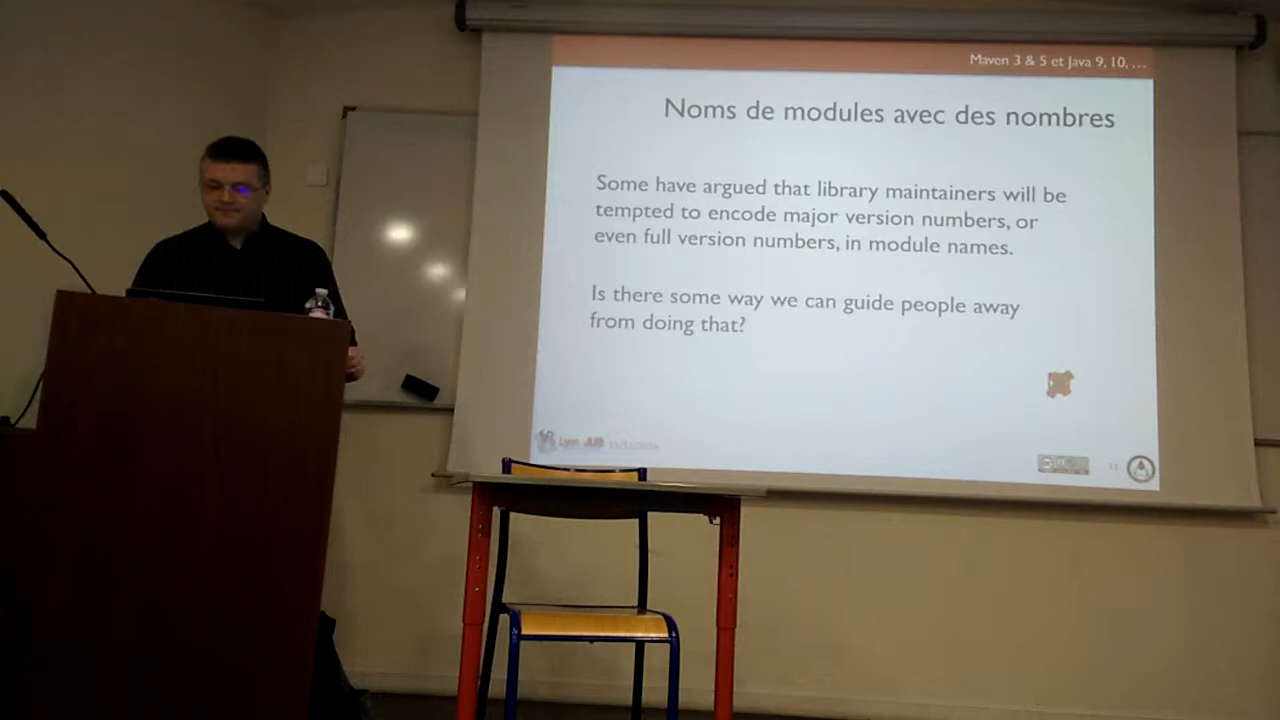 Maven 3 & 5 et Java 9, 10, …
Noms de modules avec des nombres
Some have argued that library maintainers will be
tempted to encode major version numbers, or
even full version numbers, in module names.
Is there some way we can guide people away
from doing that?
Lyon JUG